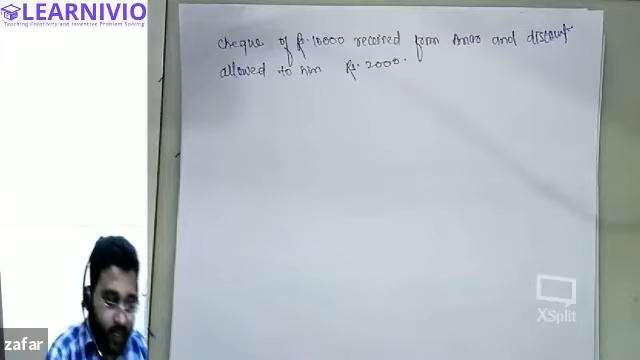 LEARNIVIO
Teaching Creativity and Inventive Problem Solving
cheque of Rs. 10000 received form Amar and discount
allowed to him Rs. 2000.
XSplit
zafar